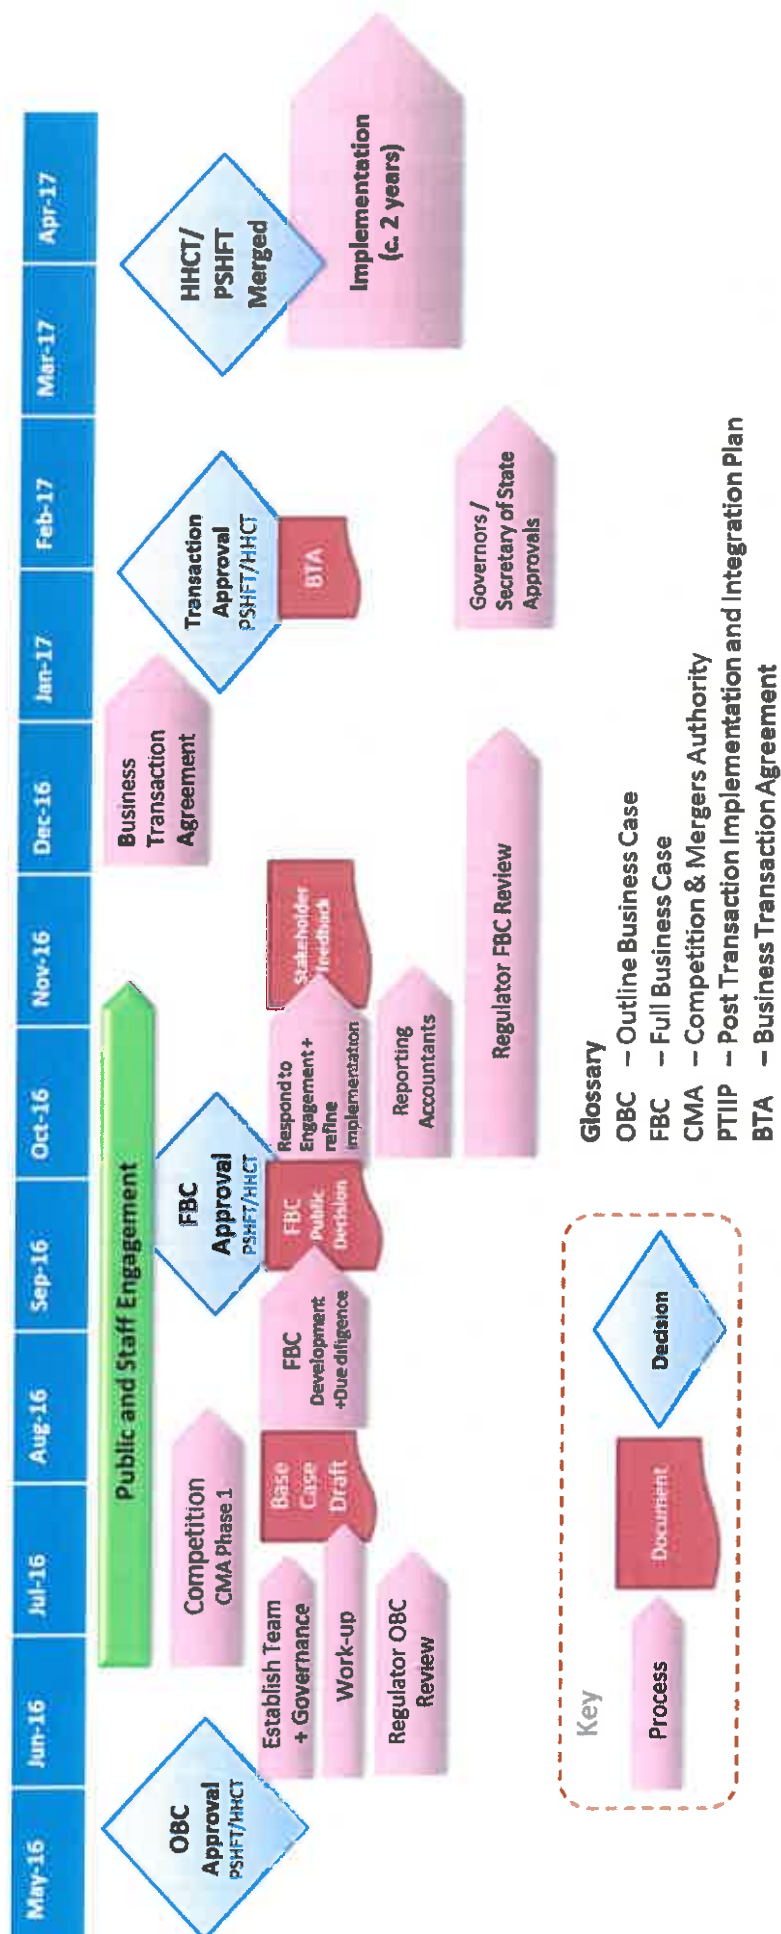 May-16
Jun-16
Jul-16
Aug-16
Sep-16
Oct-16
Nov-16
Dec-16
Jan-17
Feb-17
Mar-17
Apr-17
Public and Staff Engagement
OBC
Approval
PSHFT/HHCT
Competition
CMA Phase 1
Establish Team
+ Governance
Work-up
Regulator OBC
Review
Base
Case
Draft
FBC
Development
+Due diligence
FBC
Approval
PSHFT/HHCT
FBC
Public
Decision
Respond to
Engagement +
refine
implementation
Reporting
Accountants
Regulator FBC Review
Stakeholder
feedback
Business
Transaction
Agreement
Transaction
Approval
PSHFT/HHCT
BTA
Governors /
Secretary of State
Approvals
HHCT/
PSHFT
Merged
Implementation
(c. 2 years)
Key
Process
Document
Decision
Glossary
OBC – Outline Business Case
FBC – Full Business Case
CMA – Competition & Mergers Authority
PTIIP – Post Transaction Implementation and Integration Plan
BTA – Business Transaction Agreement